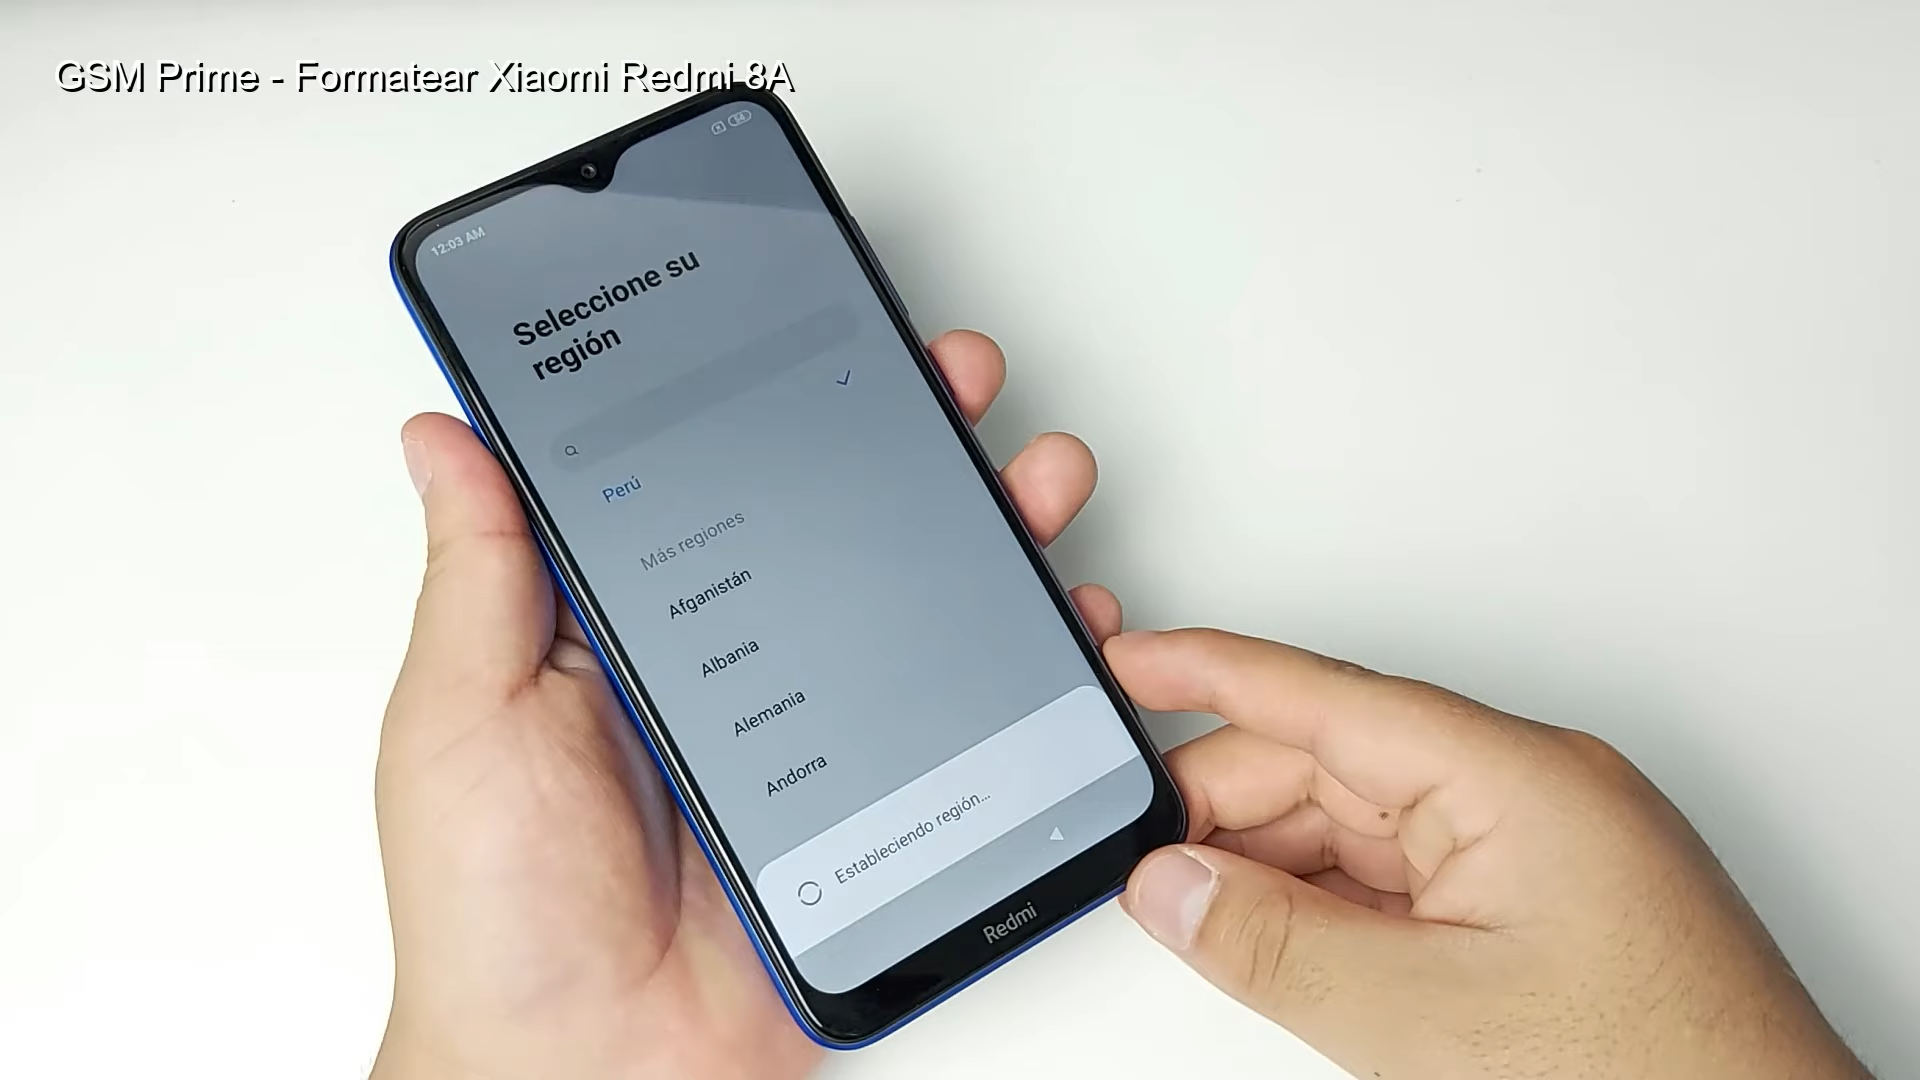 GSM Prime - Formatear Xiaomi Redmi 8A
12:03 AM
Seleccione su
región
Perú
Más regiones
Afganistán
Albania
Alemania
Andorra
Estableciendo región...
Redmi